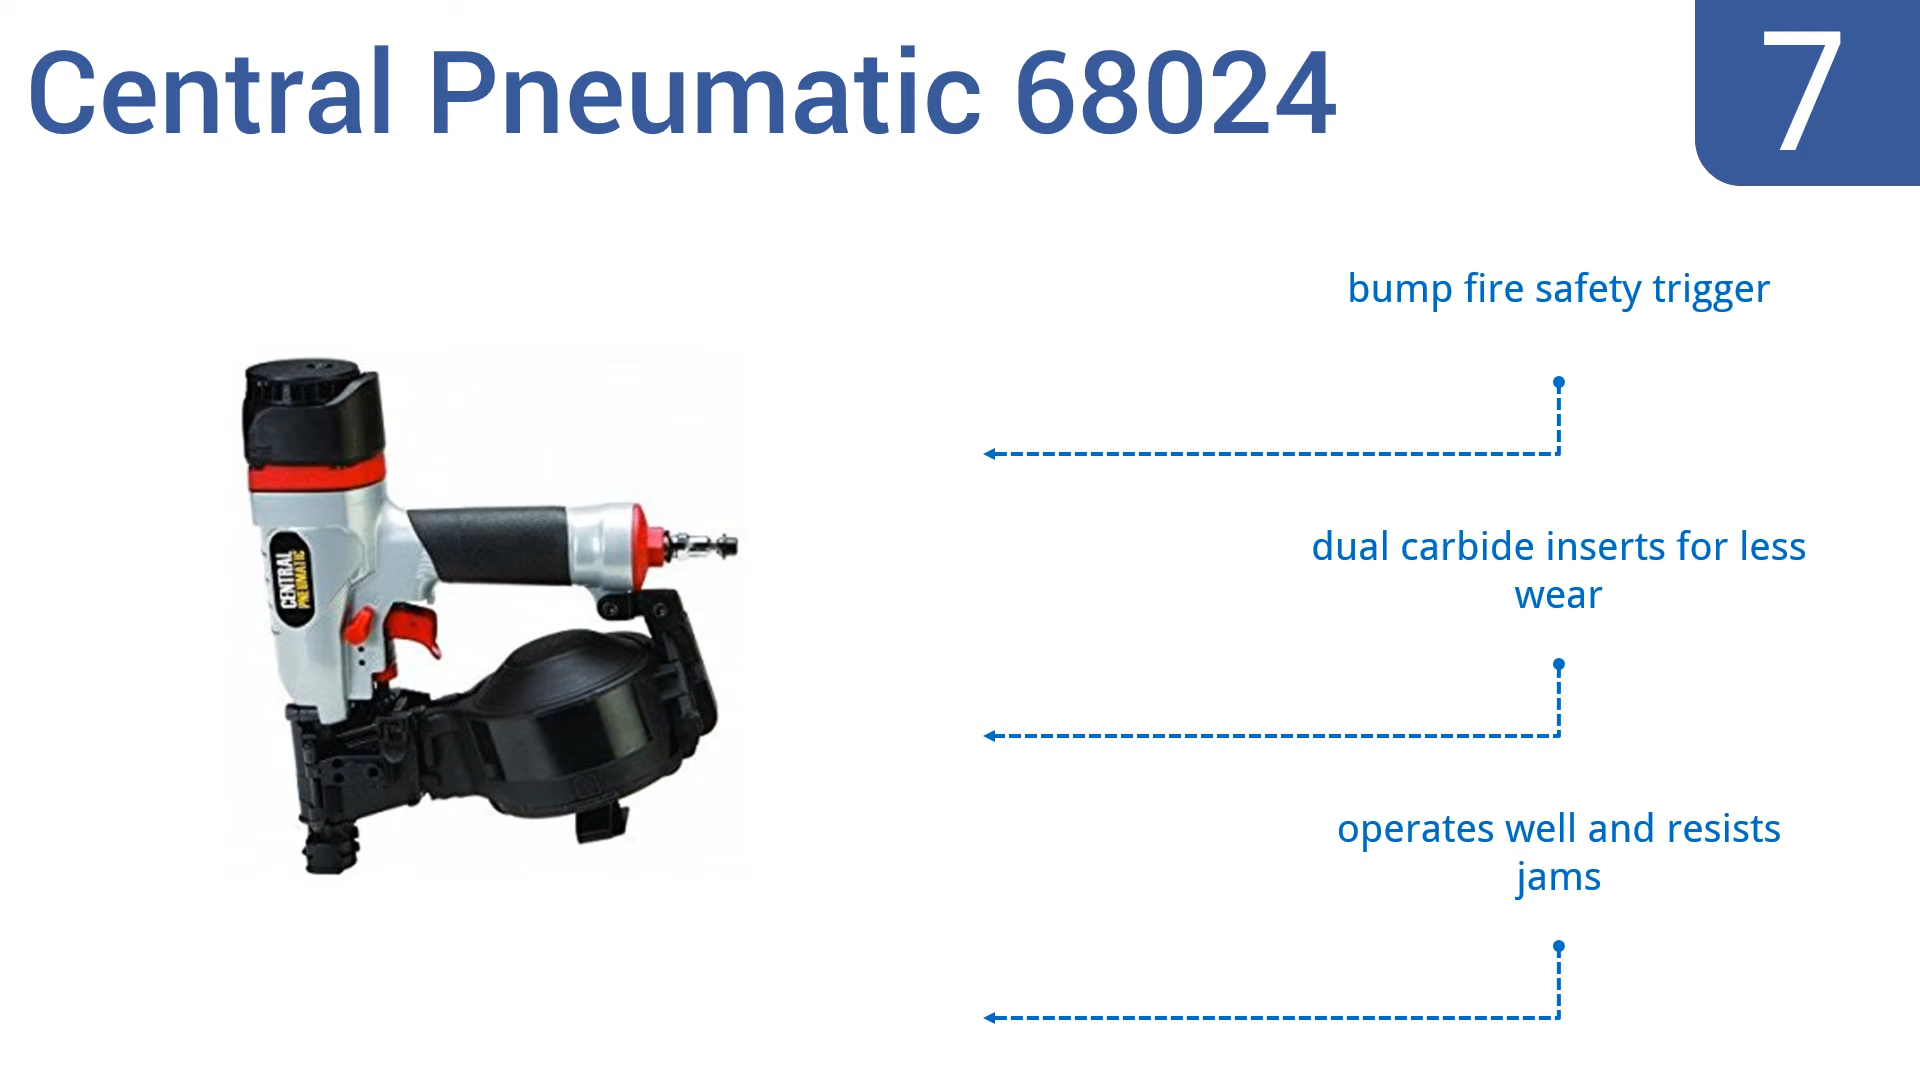 Central Pneumatic 68024
7
bump fire safety trigger
dual carbide inserts for less
wear
operates well and resists
jams
CENTRAL
PNEUMATIC